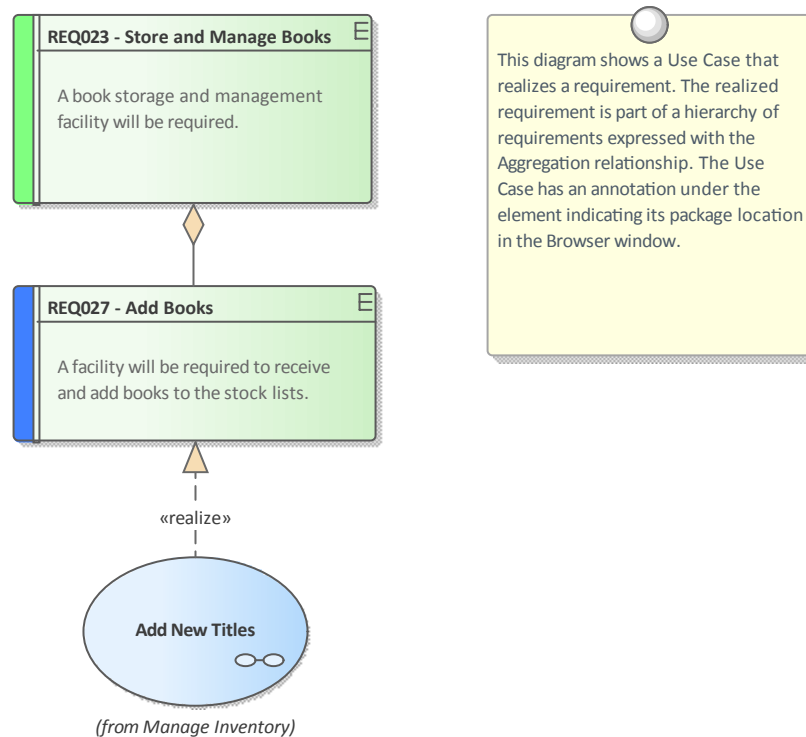 REQ023 - Store and Manage Books
E
A book storage and management
facility will be required.
REQ027 - Add Books
E
A facility will be required to receive
and add books to the stock lists.
«realize»
Add New Titles
(from Manage Inventory)
This diagram shows a Use Case that
realizes a requirement. The realized
requirement is part of a hierarchy of
requirements expressed with the
Aggregation relationship. The Use
Case has an annotation under the
element indicating its package location
in the Browser window.